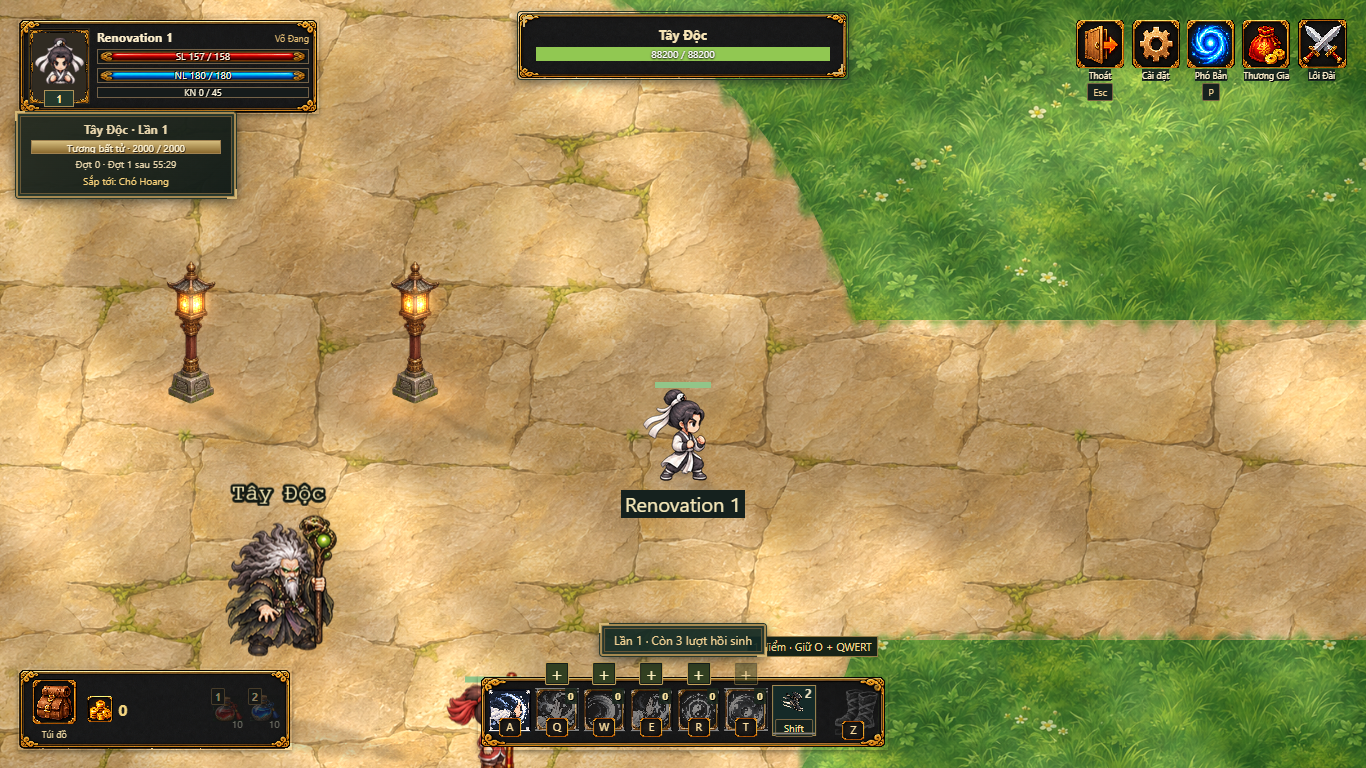 Renovation 1
Võ Đang
SL 157 / 158
NL 180 / 180
KN 0 / 45
1
Tây Độc · Lần 1
Tương bất tử · 2000 / 2000
Đợt 0 · Đợt 1 sau 55:29
Sắp tới: Chó Hoang
Tây Độc
88200 / 88200
Thoát
Cài đặt
Phó Bản
Thương Gia
Lôi Đài
Esc
P
Tây Độc
Renovation 1
Lần 1 · Còn 3 lượt hồi sinh
iểm · Giữ O + QWERT
+ + + + +
0 0 0 0 0 2
A Q W E R T Shift Z
Túi đồ
0
1 2
10 10